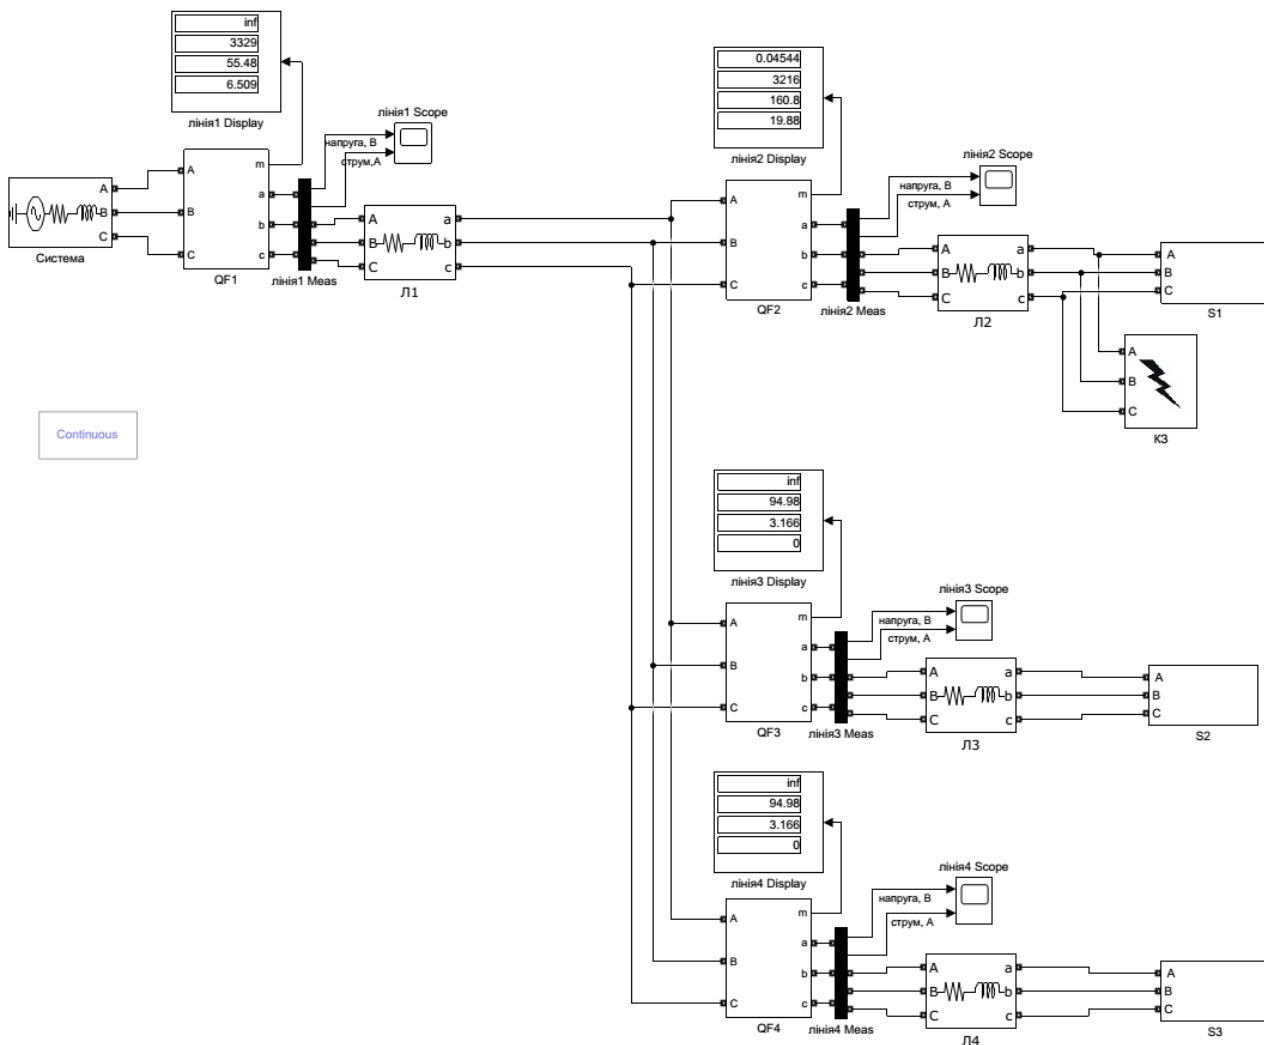 inf
3329
55.48
6.509
лінія1 Display
лінія1 Scope
напруга, В
струм,А
A
B
C
Система
A
B
C
m
a
b
c
QF1
лінія1 Meas
A
B
C
a
b
c
Л1
0.04544
3216
160.8
19.88
лінія2 Display
лінія2 Scope
напруга, В
струм, А
A
B
C
m
a
b
c
QF2
лінія2 Meas
A
B
C
a
b
c
Л2
A
B
C
S1
A
B
C
КЗ
Continuous
inf
94.98
3.166
0
лінія3 Display
лінія3 Scope
напруга, В
струм, А
A
B
C
m
a
b
c
QF3
лінія3 Meas
A
B
C
a
b
c
Л3
A
B
C
S2
inf
94.98
3.166
0
лінія4 Display
лінія4 Scope
напруга, В
струм, А
A
B
C
m
a
b
c
QF4
лінія4 Meas
A
B
C
a
b
c
Л4
A
B
C
S3